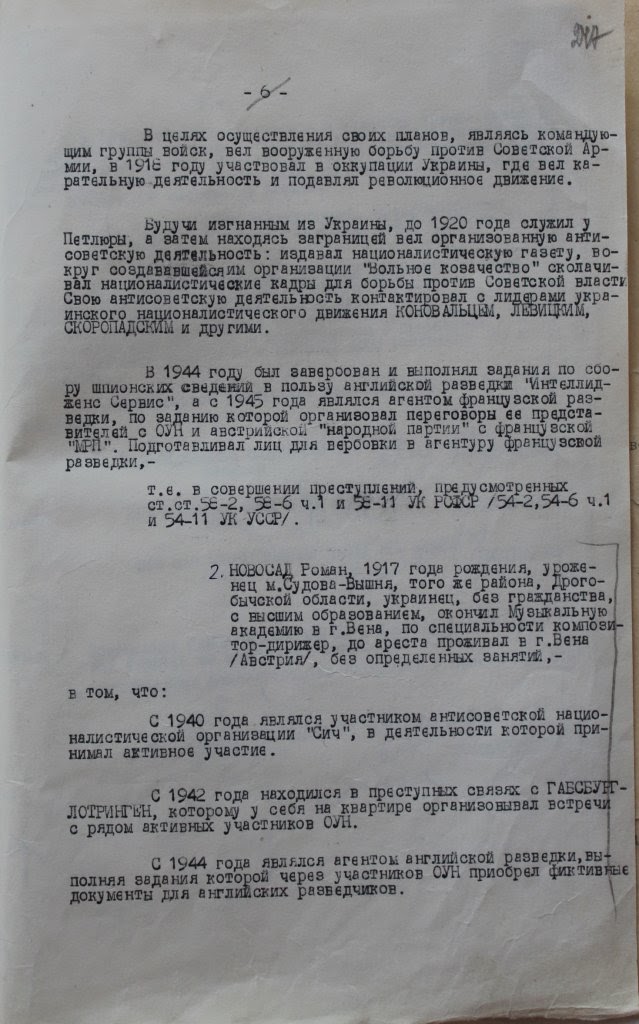 - 6 -
В целях осуществления своих планов, являясь командую-
щим группы войск, вел вооруженную борьбу против Советской Ар-
мии, в 1918 году участвовал в оккупации Украины, где вел ка-
рательную деятельность и подавлял революционное движение.
Будучи изгнанным из Украины, до 1920 года служил у
Петлюры, а затем находясь заграницей вел организованную анти-
советскую деятельность: издавал националистическую газету, во-
круг создававшейся им организации "Вольное козачество" сколачи-
вал националистические кадры для борьбы против Советской власти
Свою антисоветскую деятельность контактировал с лидерами укра-
инского националистического движения КОНОВАЛЬЦЕМ, ЛЕВИЦКИМ,
СКОРОПАДСКИМ и другими.
В 1944 году был завербован и выполнял задания по сбо-
ру шпионских сведений в пользу английской разведки "Интеллид-
женс Сервис", а с 1945 года являлся агентом французской раз-
ведки, по заданию которой организовал переговоры ее предста-
вителей с ОУН и австрийской "народной партии" с французской
"МРП". Подготавливал лиц для вербовки в агентуру французской
разведки,-
т.е. в совершении преступлений, предусмотренных
ст.ст.58-2, 58-6 ч.1 и 58-11 УК РСФСР /54-2,54-6 ч.1
и 54-11 УК УССР/.
2. НОВОСАД Роман, 1917 года рождения, уроже-
нец м.Судова-Вышня, того же района, Дрого-
бычской области, украинец, без гражданства,
с высшим образованием, окончил Музыкальную
академию в г.Вена, по специальности компози-
тор-дирижер, до ареста проживал в г.Вена
/Австрия/, без определенных занятий,-
в том, что:
С 1940 года являлся участником антисоветской нацио-
налистической организации "Сич", в деятельности которой при-
нимал активное участие.
С 1942 года находился в преступных связях с ГАБСБУРГ-
ЛОТРИНГЕН, которому у себя на квартире организовывал встречи
с рядом активных участников ОУН.
С 1944 года являлся агентом английской разведки, вы-
полняя задания которой через участников ОУН приобрел фиктивные
документы для английских разведчиков.